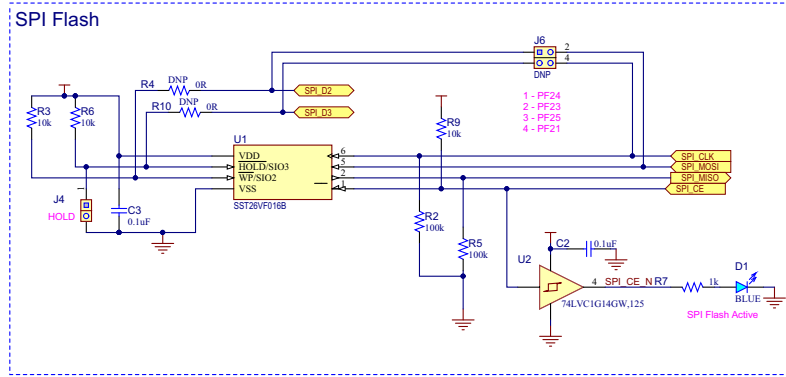 SPI Flash
J6
2
4
DNP
R4
DNP
0R
SPI_D2
R10
DNP
0R
SPI_D3
1 - PF24
2 - PF23
3 - PF25
4 - PF21
R3
10k
R6
10k
R9
10k
U1
VDD
HOLD/SIO3
WP/SIO2
VSS
6
5
2
1
SST26VF016B
SPI_CLK
SPI_MOSI
SPI_MISO
SPI_CE
J4
1
HOLD
C3
0.1uF
R2
100k
R5
100k
U2
C2
0.1uF
4
SPI_CE_N
R7
1k
D1
BLUE
74LVC1G14GW,125
SPI Flash Active